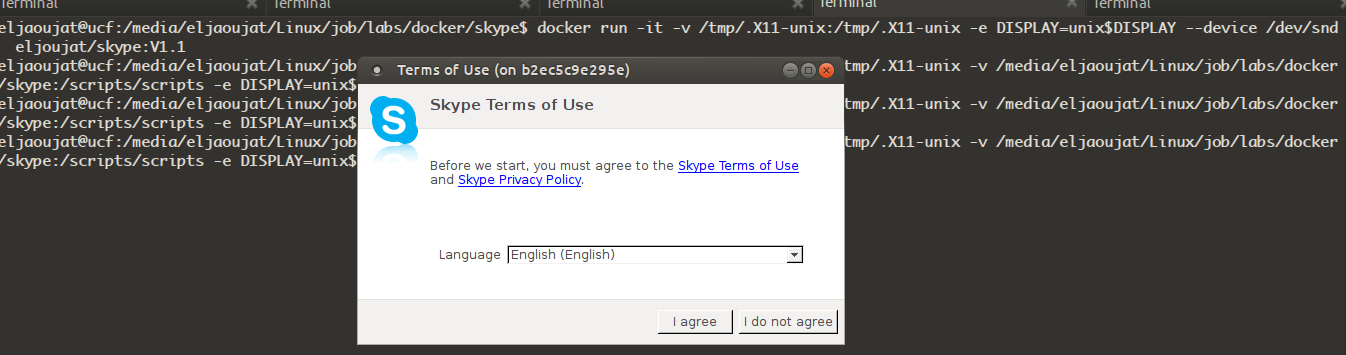 Terminal Terminal Terminal Terminal Terminal
eljaoujat@ucf:/media/eljaoujat/Linux/job/labs/docker/skype$ docker run -it -v /tmp/.X11-unix:/tmp/.X11-unix -e DISPLAY=unix$DISPLAY --device /dev/snd
eljoujat/skype:V1.1
eljaoujat@ucf:/media/eljaoujat/Linux/job
/tmp/.X11-unix -v /media/eljaoujat/Linux/job/labs/docker
/skype:/scripts/scripts -e DISPLAY=unix$
eljaoujat@ucf:/media/eljaoujat/Linux/job
/tmp/.X11-unix -v /media/eljaoujat/Linux/job/labs/docker
/skype:/scripts/scripts -e DISPLAY=unix$
eljaoujat@ucf:/media/eljaoujat/Linux/job
/tmp/.X11-unix -v /media/eljaoujat/Linux/job/labs/docker
/skype:/scripts/scripts -e DISPLAY=unix$
Terms of Use (on b2ec5c9e295e)
Skype Terms of Use
Before we start, you must agree to the Skype Terms of Use
and Skype Privacy Policy.
Language English (English)
I agree I do not agree